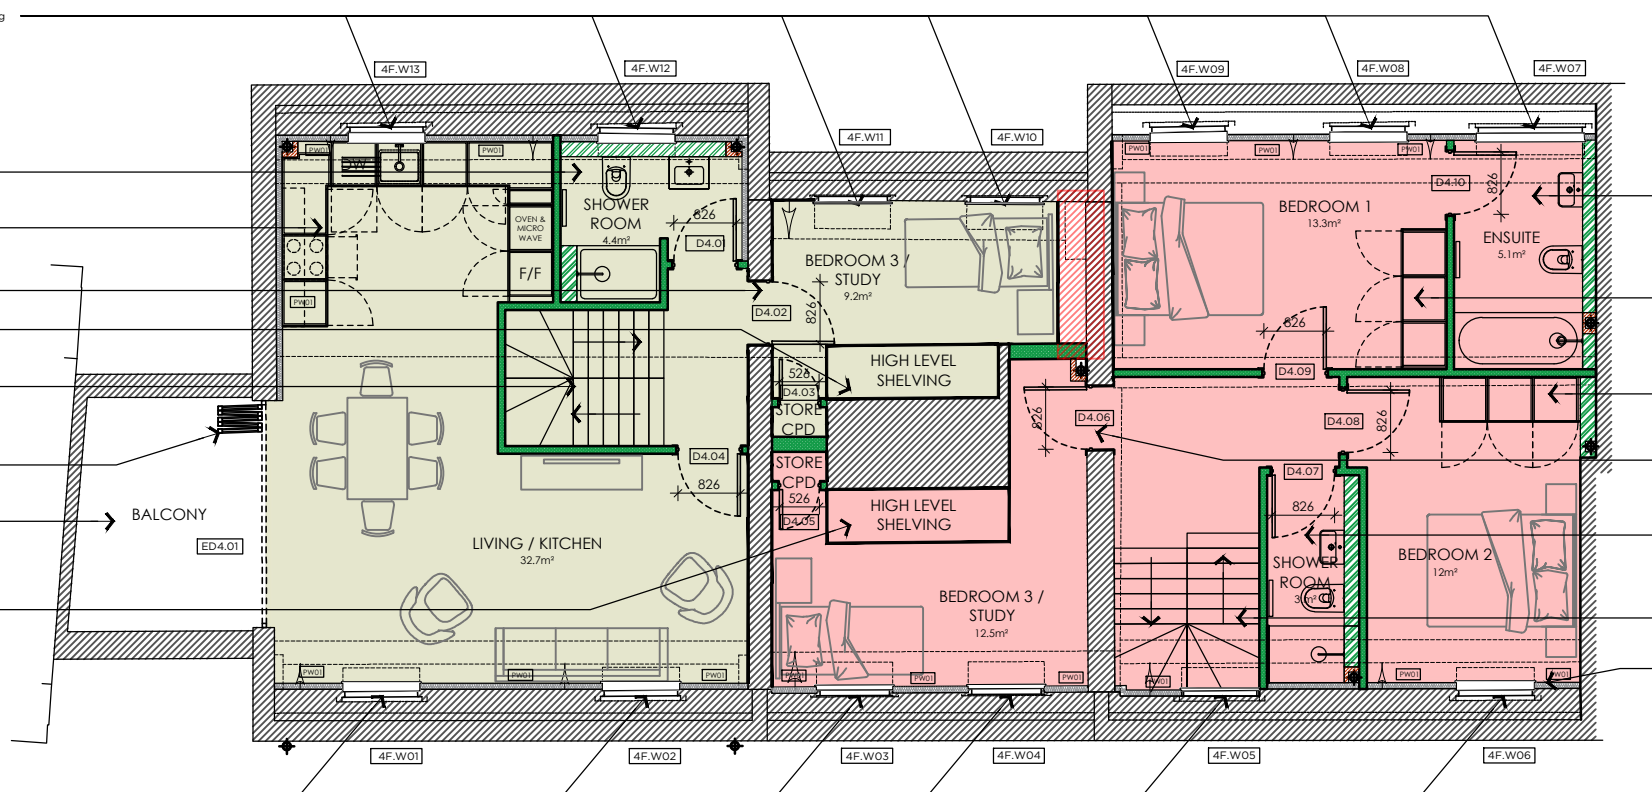 g
4F.W13
4F.W12
4F.W11
4F.W10
4F.W09
4F.W08
4F.W07
PW01
PW01
PW01
PW01
PW01
DW
SHOWER
ROOM
4.4m²
826
D4.01
OVEN &
MICRO
WAVE
F/F
PW01
BEDROOM 3 /
STUDY
9.2m²
D4.02
826
BEDROOM 1
13.3m²
D4.10
826
ENSUITE
5.1m²
826
D4.09
HIGH LEVEL
SHELVING
526
D4.03
STORE
CPD
826
D4.06
D4.08
826
D4.04
826
STORE
CPD
526
D4.05
HIGH LEVEL
SHELVING
D4.07
826
BALCONY
ED4.01
LIVING / KITCHEN
32.7m²
BEDROOM 3 /
STUDY
12.5m²
SHOWER
ROOM
BEDROOM 2
12m²
PW01
PW01
PW01
PW01
PW01
PW01
PW01
PW01
PW01
4F.W01
4F.W02
4F.W03
4F.W04
4F.W05
4F.W06